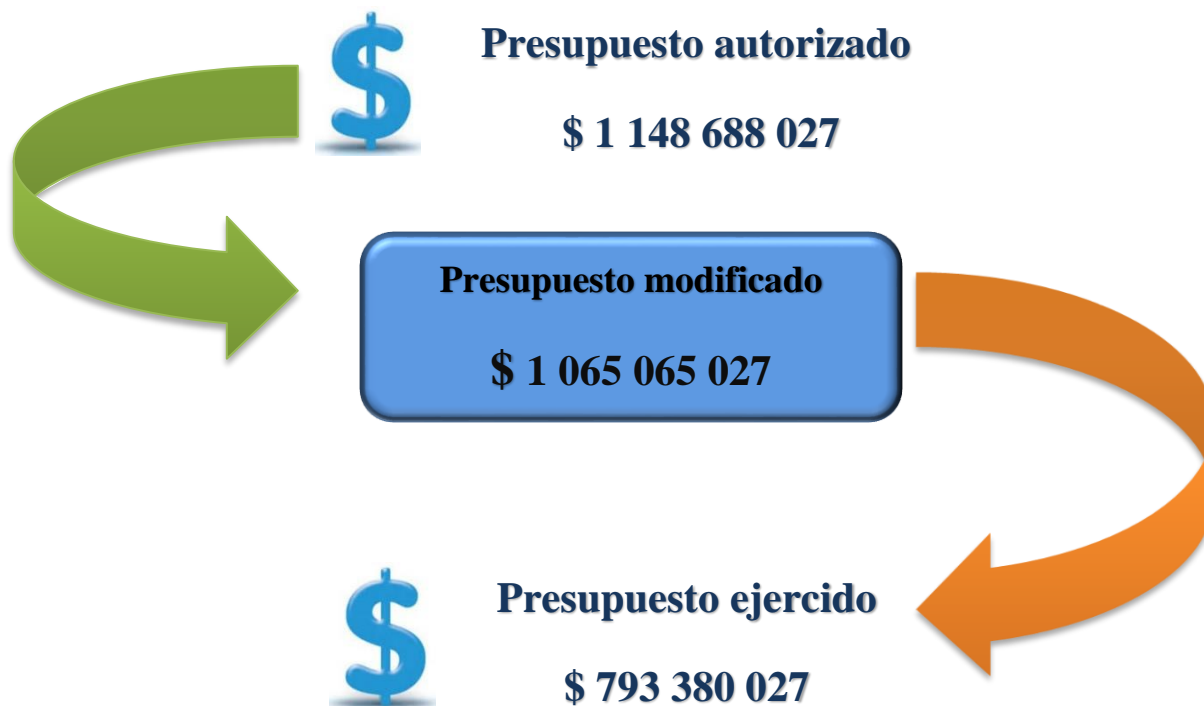 Presupuesto autorizado
$ 1 148 688 027
Presupuesto modificado
$ 1 065 065 027
Presupuesto ejercido
$ 793 380 027